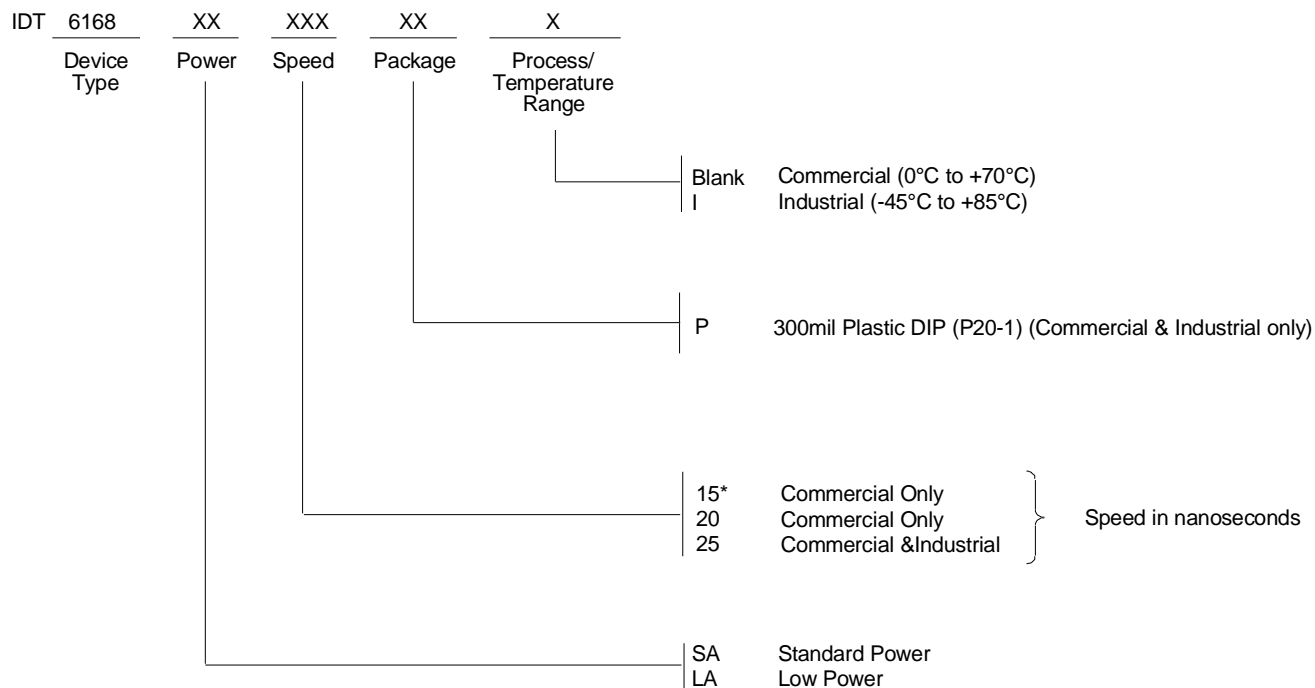 IDT 6168 XX XXX XX X
Device Type Power Speed Package Process/ Temperature Range
Blank Commercial (0°C to +70°C)
I Industrial (-45°C to +85°C)
P 300mil Plastic DIP (P20-1) (Commercial & Industrial only)
15* Commercial Only
20 Commercial Only
25 Commercial &Industrial
Speed in nanoseconds
SA Standard Power
LA Low Power